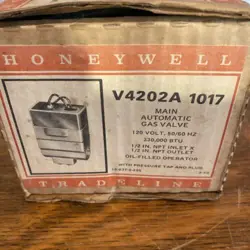 HONEYWELL
V4202A 1017
MAIN
AUTOMATIC
GAS VALVE
120 VOLT, 50/60 HZ
230,000 BTU
1/2 IN. NPT INLET X
1/2 IN. NPT OUTLET
OIL-FILLED OPERATOR
WITH PRESSURE TAP AND PLUG
TRADELINE